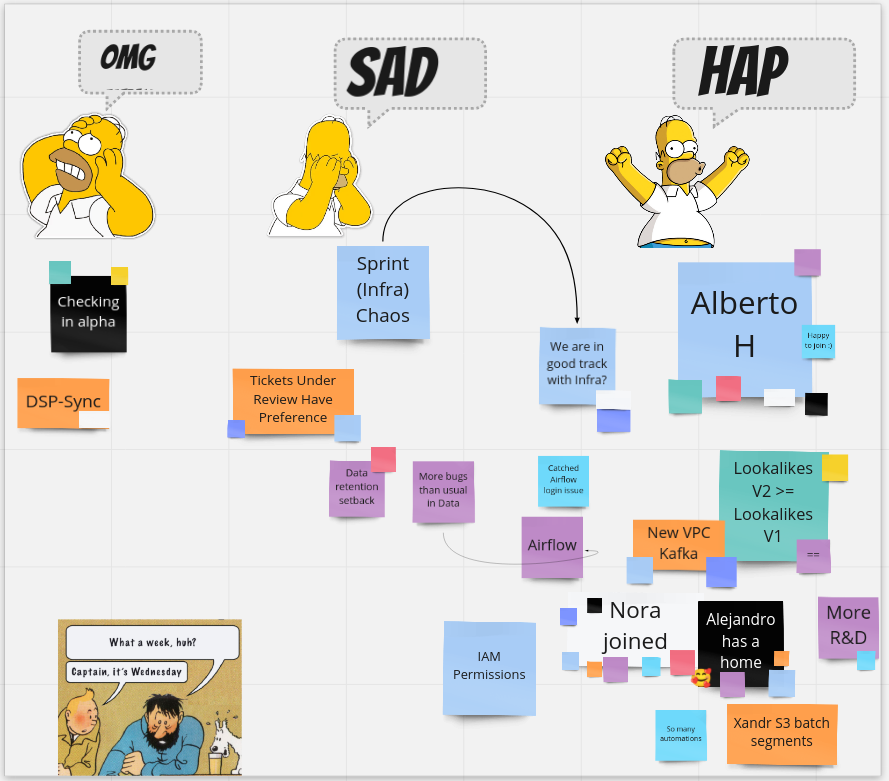 OMG
SAD
HAP
Checking
in alpha
DSP-Sync
Sprint
(Infra)
Chaos
Tickets Under
Review Have
Preference
Data
retention
setback
More bugs
than usual
in Data
We are in
good track
with Infra?
Catched
Airflow
login issue
Airflow
Alberto
H
Happy
to join :)
Lookalikes
V2 >=
Lookalikes
V1
==
New VPC
Kafka
Nora
joined
Alejandro
has a
home
More
R&D
IAM
Permissions
So many
automations
Xandr S3 batch
segments
What a week, huh?
Captain, it's Wednesday